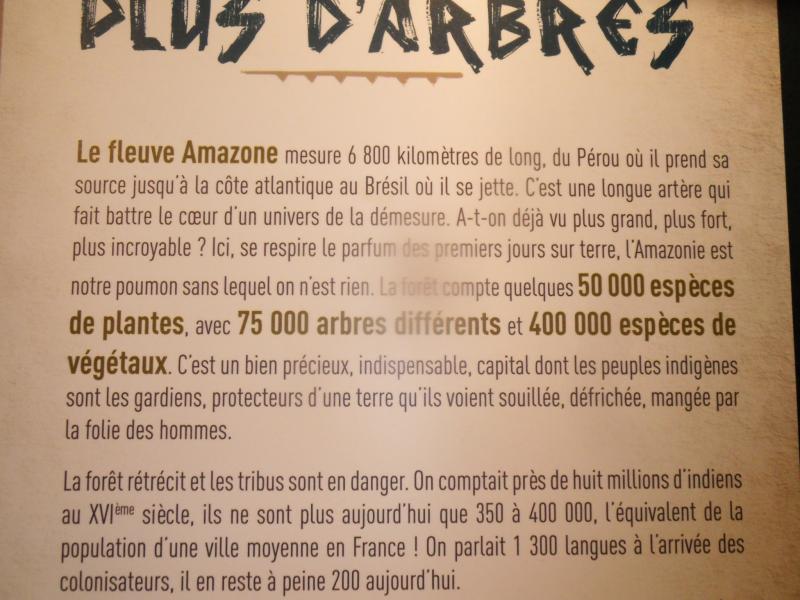 PLUS D'ARBRES
Le fleuve Amazone mesure 6 800 kilomètres de long, du Pérou où il prend sa
source jusqu'à la côte atlantique au Brésil où il se jette. C'est une longue artère qui
fait battre le cœur d'un univers de la démesure. A-t-on déjà vu plus grand, plus fort,
plus incroyable ? Ici, se respire le parfum des premiers jours sur terre, l'Amazonie est
notre poumon sans lequel on n'est rien. La forêt compte quelques 50 000 espèces
de plantes, avec 75 000 arbres différents et 400 000 espèces de
végétaux. C'est un bien précieux, indispensable, capital dont les peuples indigènes
sont les gardiens, protecteurs d'une terre qu'ils voient souillée, défrichée, mangée par
la folie des hommes.
La forêt rétrécit et les tribus sont en danger. On comptait près de huit millions d'indiens
au XVIème siècle, ils ne sont plus aujourd'hui que 350 à 400 000, l'équivalent de la
population d'une ville moyenne en France ! On parlait 1 300 langues à l'arrivée des
colonisateurs, il en reste à peine 200 aujourd'hui.